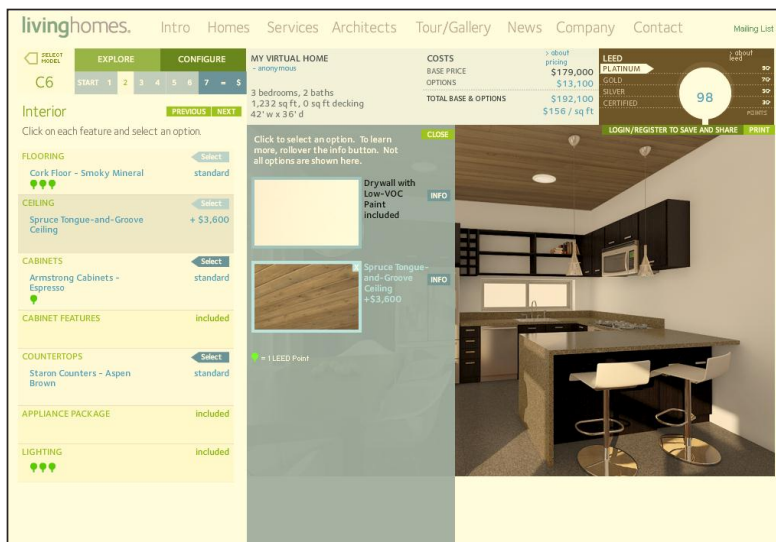 livinghomes. Intro Homes Services Architects Tour/Gallery News Company Contact Mailing List
SELECT
MODEL
EXPLORE CONFIGURE
C6
START 1 2 3 4 5 6 7 = $
Interior
PREVIOUS NEXT
Click on each feature and select an option.
FLOORING Select
Cork Floor - Smoky Mineral standard
CEILING Select
Spruce Tongue-and-Groove + $3,600
Ceiling
CABINETS Select
Armstrong Cabinets - standard
Espresso
CABINET FEATURES included
COUNTERTOPS Select
Staron Counters - Aspen standard
Brown
APPLIANCE PACKAGE included
LIGHTING included
MY VIRTUAL HOME
- anonymous
3 bedrooms, 2 baths
1,232 sq ft, 0 sq ft decking
42' w x 36' d
COSTS
> about
pricing
BASE PRICE $179,000
OPTIONS $13,100
TOTAL BASE & OPTIONS $192,100
$156 / sq ft
LEED
> about
leed
PLATINUM 90
GOLD 70
SILVER 50
CERTIFIED 30
POINTS
98
LOGIN/REGISTER TO SAVE AND SHARE PRINT
CLOSE
Click to select an option. To learn
more, rollover the info button. Not
all options are shown here.
Drywall with
Low-VOC
Paint
included
INFO
Spruce Tongue-
and-Groove
Ceiling
+$3,600
INFO
= 1 LEED Point